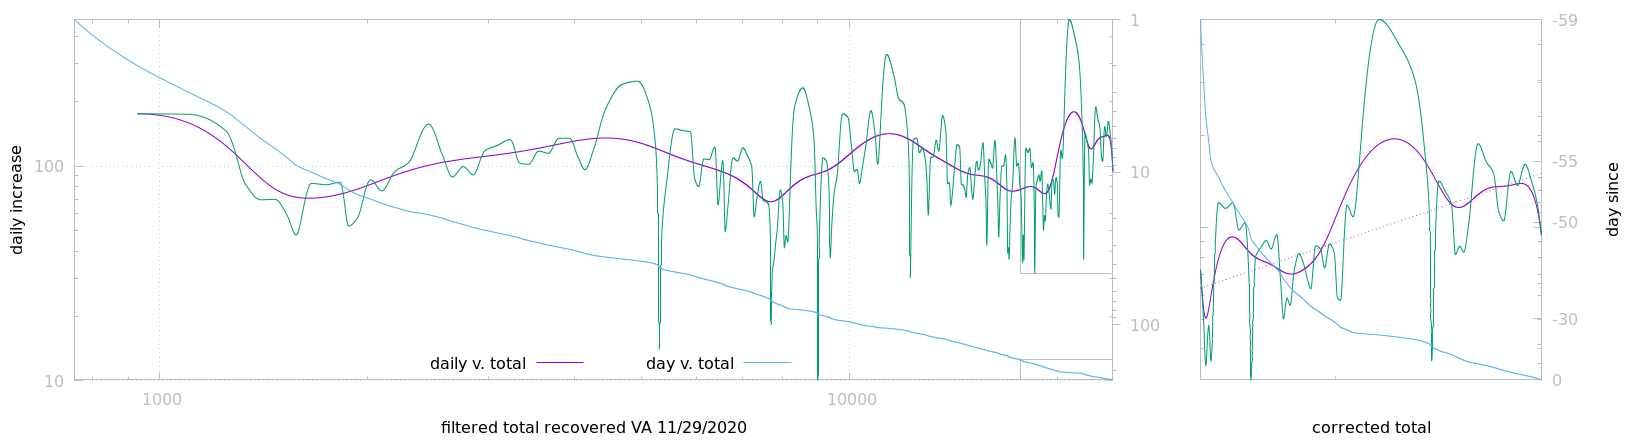 daily increase
100
10
1000
10000
1
10
100
daily v. total
day v. total
filtered total recovered VA 11/29/2020
-59
-55
-50
-30
0
day since
corrected total